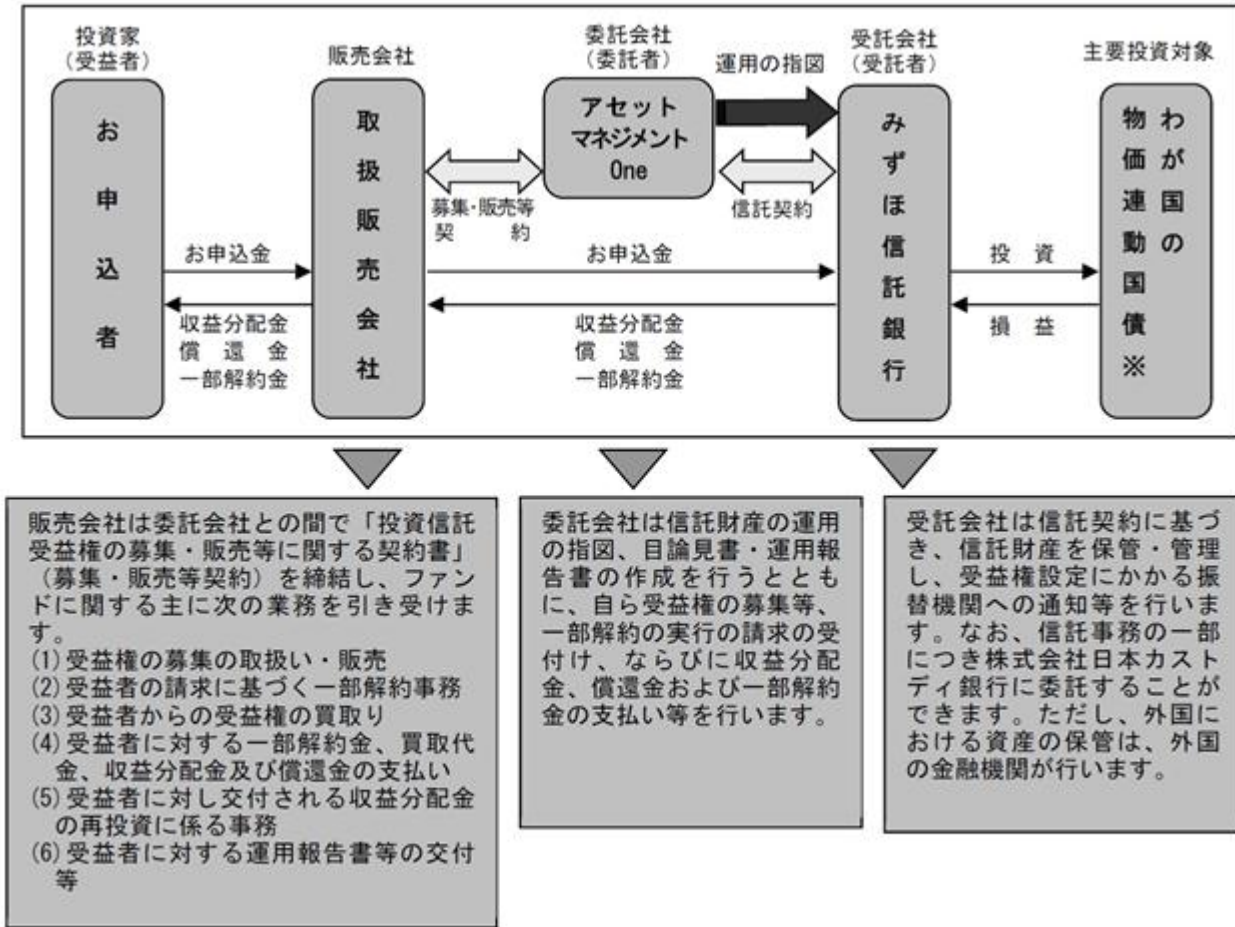 投資家
（受益者）
お申込者
販売会社
取扱販売会社
委託会社
（委託者）
アセット
マネジメント
One
運用の指図
受託会社
（受託者）
みずほ信託銀行
主要投資対象
わが国の
物価連動国債※
募集・販売等
契　　約
信託契約
お申込金
収益分配金
償　還　金
一部解約金
お申込金
収益分配金
償　還　金
一部解約金
投　資
損　益
販売会社は委託会社との間で「投資信託
受益権の募集・販売等に関する契約書」
（募集・販売等契約）を締結し、ファン
ドに関する主に次の業務を引き受けま
す。
(1)受益権の募集の取扱い・販売
(2)受益者の請求に基づく一部解約事務
(3)受益者からの受益権の買取り
(4)受益者に対する一部解約金、買取代
金、収益分配金及び償還金の支払い
(5)受益者に対し交付される収益分配金
の再投資に係る事務
(6)受益者に対する運用報告書等の交付
等
委託会社は信託財産の運用
の指図、目論見書・運用報
告書の作成を行うととも
に、自ら受益権の募集等、
一部解約の実行の請求の受
付け、ならびに収益分配
金、償還金および一部解約
金の支払い等を行います。
受託会社は信託契約に基づ
き、信託財産を保管・管理
し、受益権設定にかかる振
替機関への通知等を行いま
す。なお、信託事務の一部
につき株式会社日本カスト
ディ銀行に委託することが
できます。ただし、外国に
おける資産の保管は、外国
の金融機関が行います。